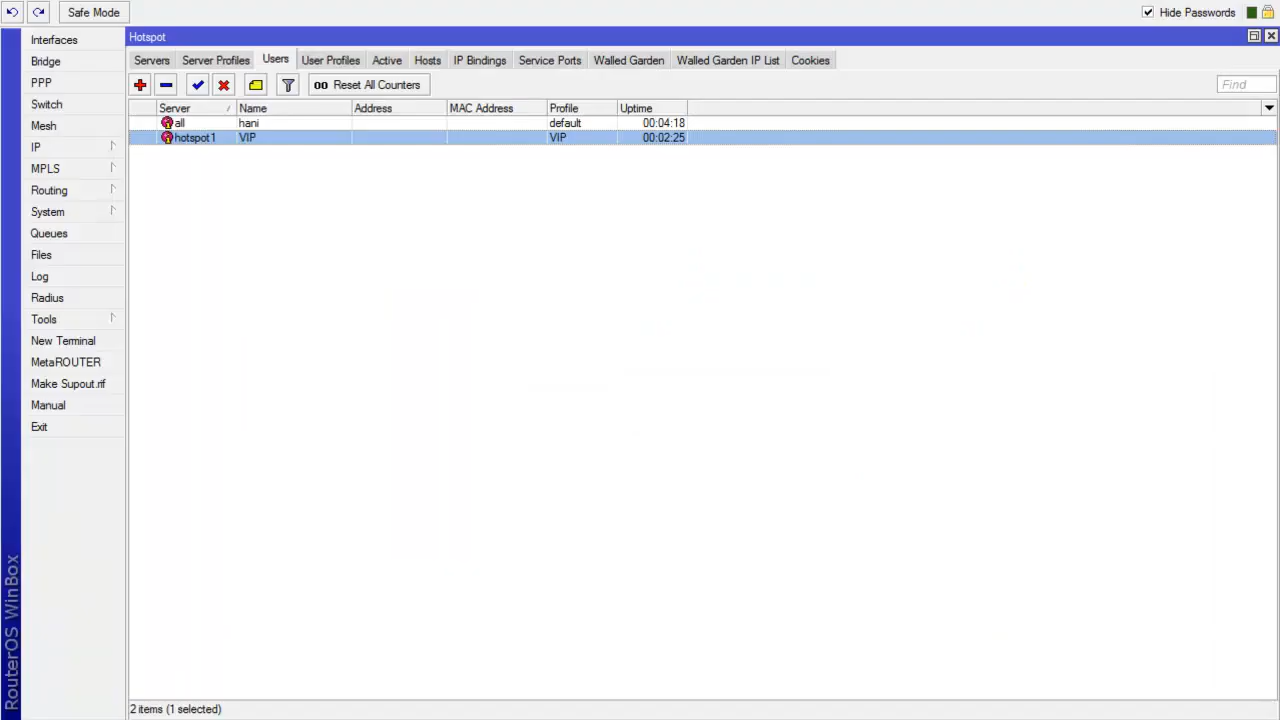 Safe Mode
Hide Passwords
Interfaces
Bridge
PPP
Switch
Mesh
IP
MPLS
Routing
System
Queues
Files
Log
Radius
Tools
New Terminal
MetaROUTER
Make Supout.rif
Manual
Exit
RouterOS WinBox
Hotspot
Servers Server Profiles Users User Profiles Active Hosts IP Bindings Service Ports Walled Garden Walled Garden IP List Cookies
00 Reset All Counters Find
Server / Name Address MAC Address Profile Uptime
all hani default 00:04:18
hotspot1 VIP VIP 00:02:25
2 items (1 selected)